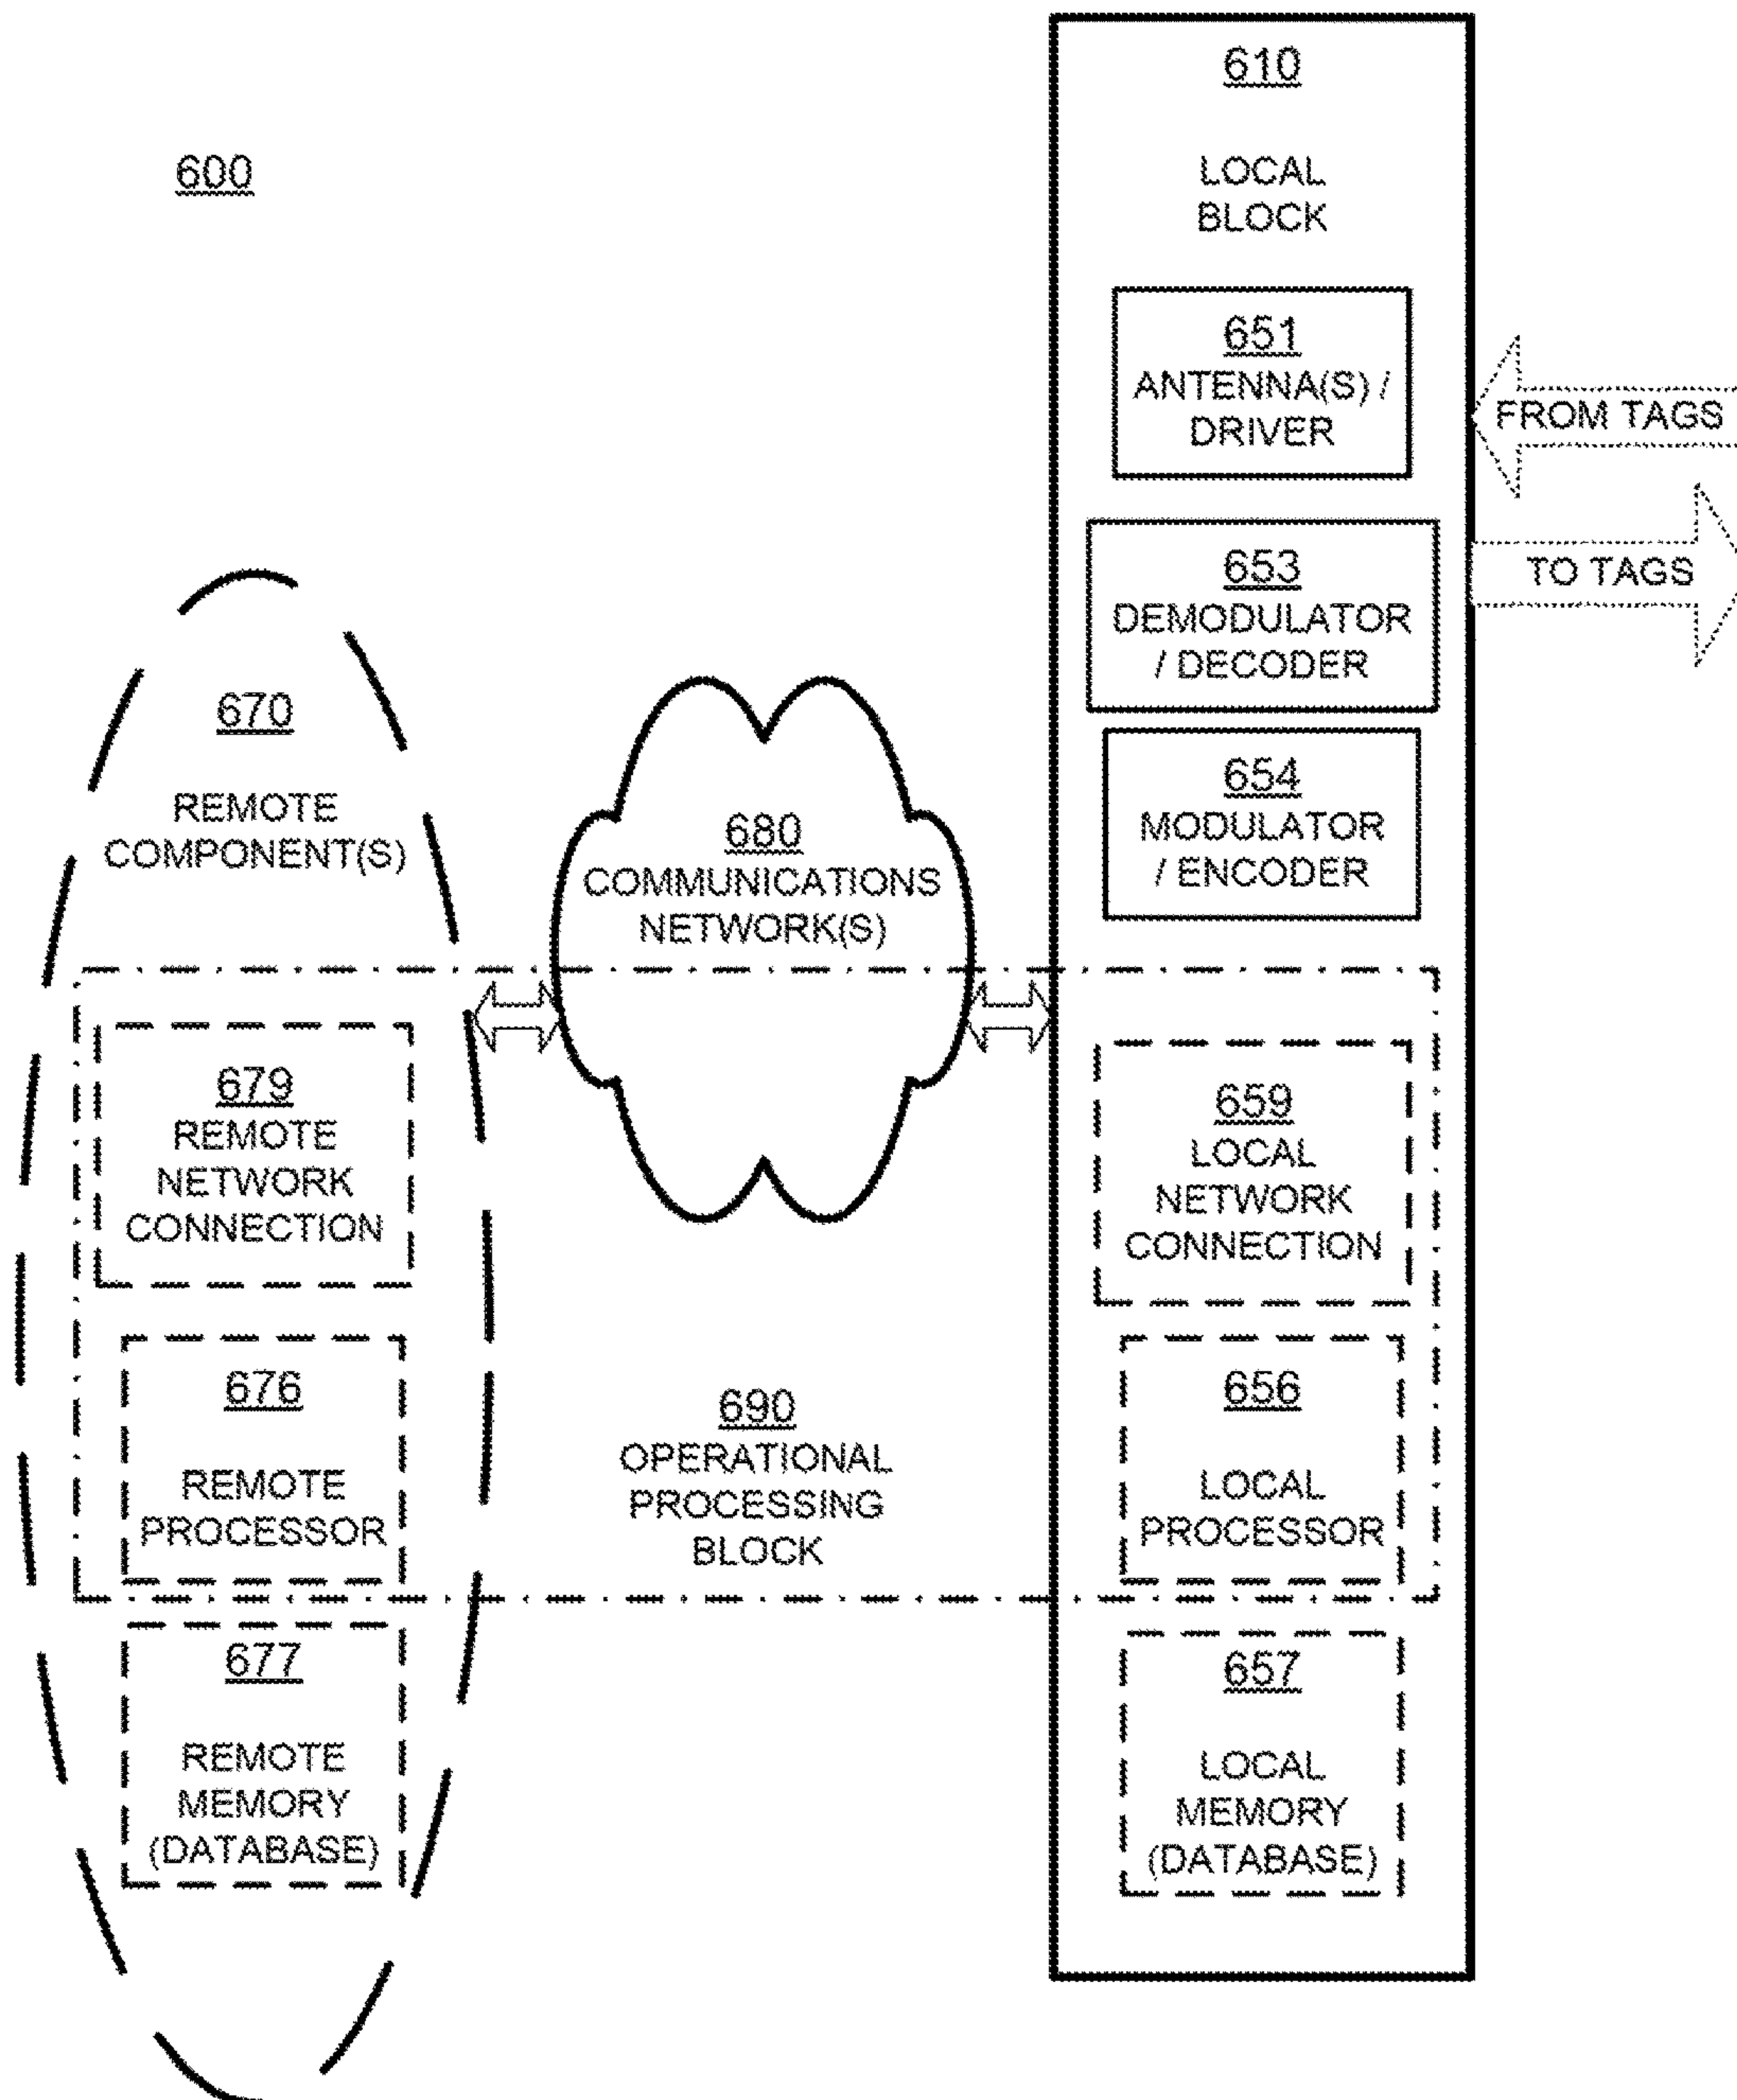 600
610
LOCAL
BLOCK
651
ANTENNA(S) /
DRIVER
FROM TAGS
653
DEMODULATOR
/ DECODER
TO TAGS
654
MODULATOR
/ ENCODER
670
REMOTE
COMPONENT(S)
680
COMMUNICATIONS
NETWORK(S)
679
REMOTE
NETWORK
CONNECTION
659
LOCAL
NETWORK
CONNECTION
676
REMOTE
PROCESSOR
690
OPERATIONAL
PROCESSING
BLOCK
656
LOCAL
PROCESSOR
677
REMOTE
MEMORY
(DATABASE)
657
LOCAL
MEMORY
(DATABASE)